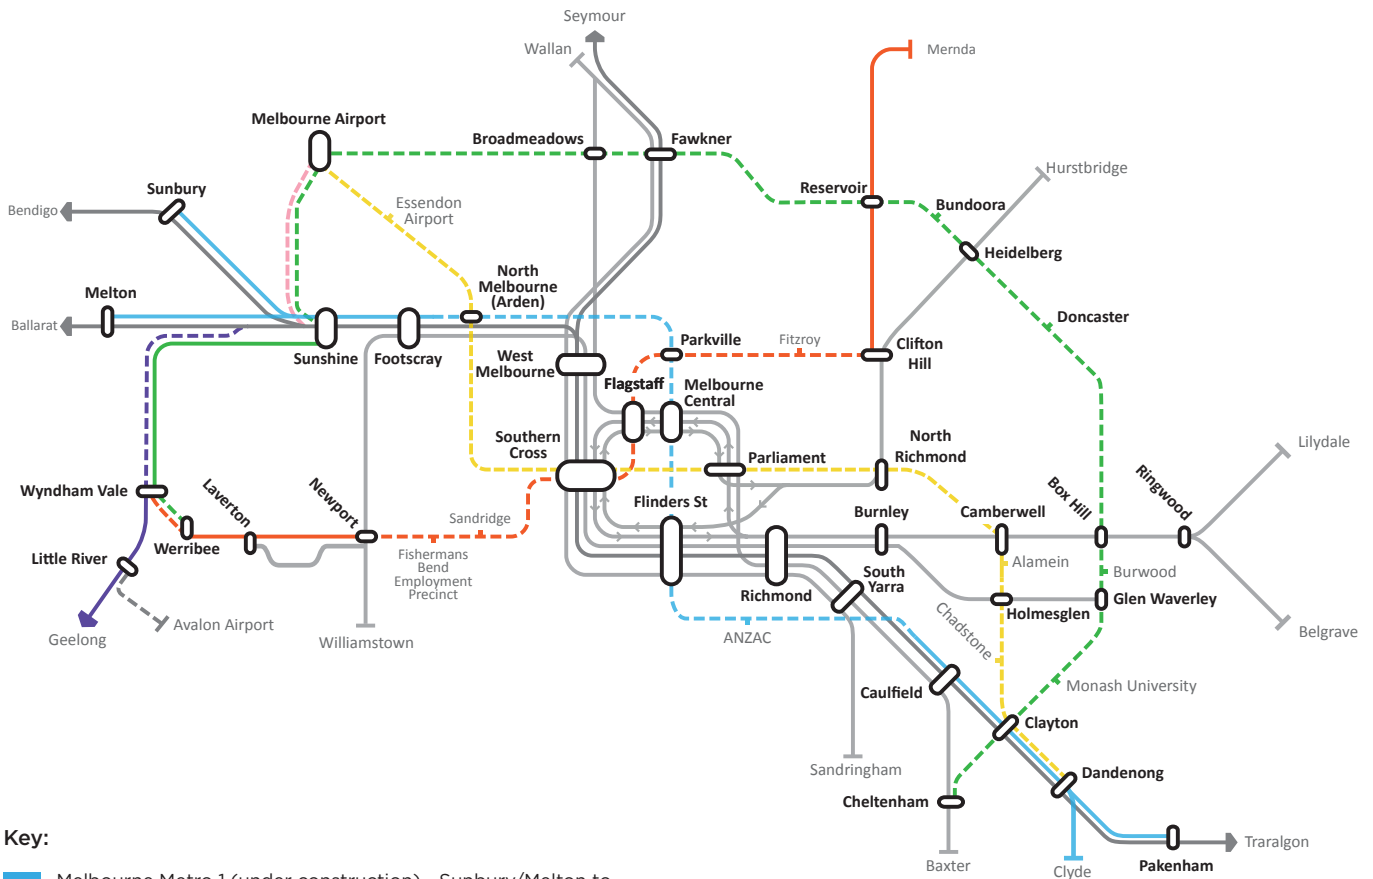 Seymour
Wallan
Mernda
Melbourne Airport
Broadmeadows
Fawkner
Hurstbridge
Sunbury
Reservoir
Bendigo
Essendon
Airport
Bundoora
Heidelberg
North
Melbourne
(Arden)
Melton
Doncaster
Ballarat
Sunshine
Footscray
West
Melbourne
Parkville
Fitzroy
Clifton
Hill
Flagstaff
Melbourne
Central
Southern
Cross
Parliament
North
Richmond
Lilydale
Wyndham Vale
Laverton
Newport
Flinders St
Box Hill
Ringwood
Sandridge
Burnley
Camberwell
Werribee
Fishermans
Bend
Employment
Precinct
Little River
Alamein
Burwood
South
Yarra
Richmond
Holmesglen
Glen Waverley
Avalon Airport
Geelong
Williamstown
ANZAC
Chadstone
Belgrave
Caulfield
Monash University
Clayton
Sandringham
Dandenong
Cheltenham
Traralgon
Baxter
Clyde
Pakenham
Key: